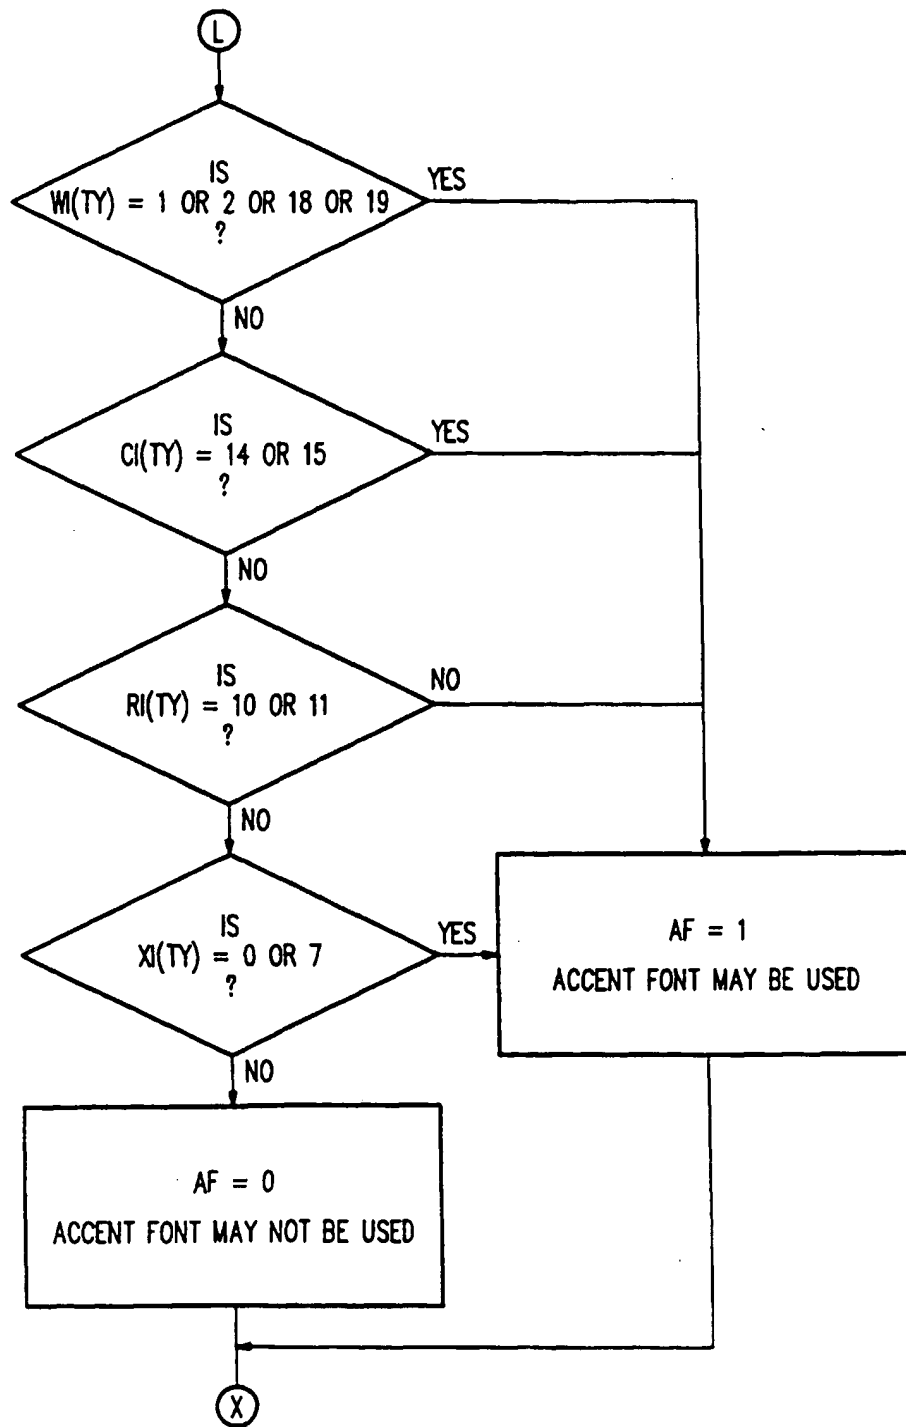 L
IS
WI(TY) = 1 OR 2 OR 18 OR 19
?
YES
NO
IS
CI(TY) = 14 OR 15
?
YES
NO
IS
RI(TY) = 10 OR 11
?
NO
NO
IS
XI(TY) = 0 OR 7
?
YES
NO
AF = 1
ACCENT FONT MAY BE USED
AF = 0
ACCENT FONT MAY NOT BE USED
X